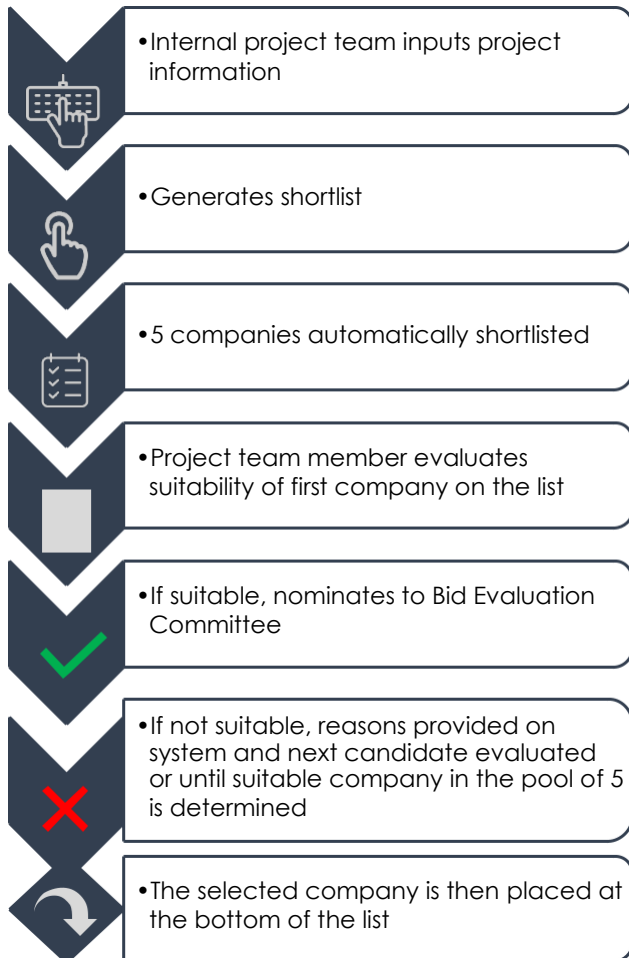 •Internal project team inputs project
information
•Generates shortlist
•5 companies automatically shortlisted
•Project team member evaluates
suitability of first company on the list
•If suitable, nominates to Bid Evaluation
Committee
•If not suitable, reasons provided on
system and next candidate evaluated
or until suitable company in the pool of 5
is determined
•The selected company is then placed at
the bottom of the list